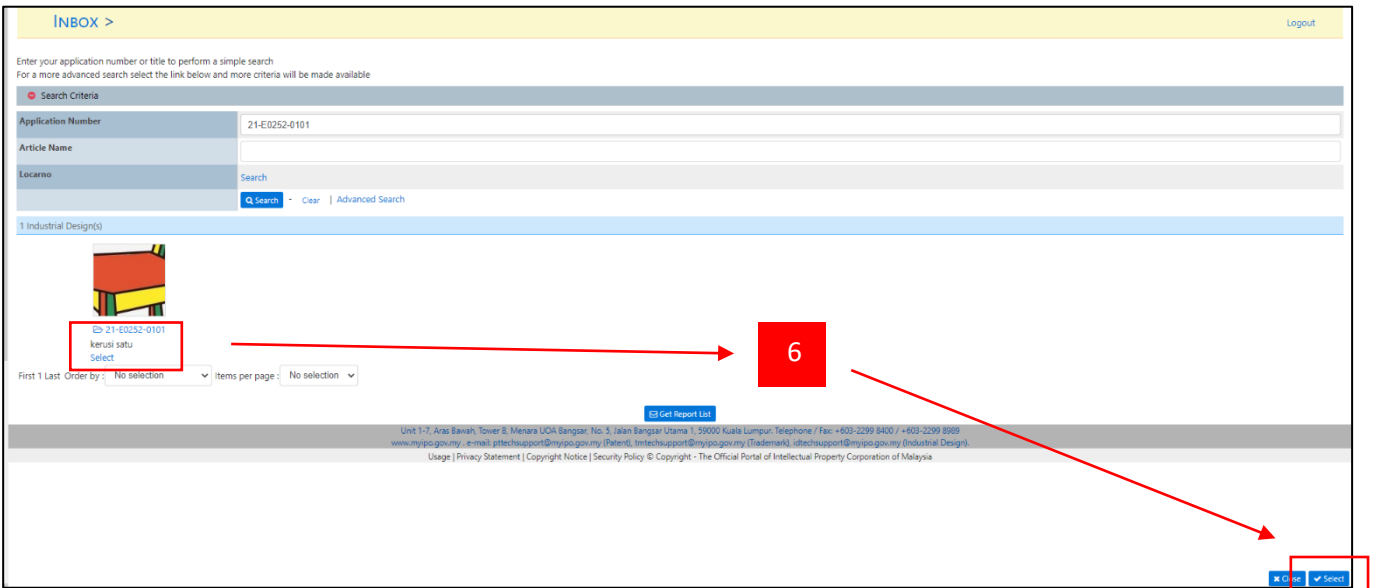 INBOX >
Logout
Enter your application number or title to perform a simple search
For a more advanced search select the link below and more criteria will be made available
Search Criteria
Application Number
21-E0252-0101
Article Name
Locarno
Search
Search - Clear | Advanced Search
1 Industrial Design(s)
21-E0252-0101
kerusi satu
Select
6
First 1 Last Order by : No selection Items per page : No selection
Get Report List
Unit 1-7, Aras Bawah, Tower B, Menara UOA Bangsar, No. 5, Jalan Bangsar Utama 1, 59000 Kuala Lumpur. Telephone / Fax: +603-2299 8400 / +603-2299 8989
www.myipo.gov.my . e-mail: pttechsupport@myipo.gov.my (Patent), tmtechsupport@myipo.gov.my (Trademark), idtechsupport@myipo.gov.my (Industrial Design).
Usage | Privacy Statement | Copyright Notice | Security Policy © Copyright - The Official Portal of Intellectual Property Corporation of Malaysia
Close Select